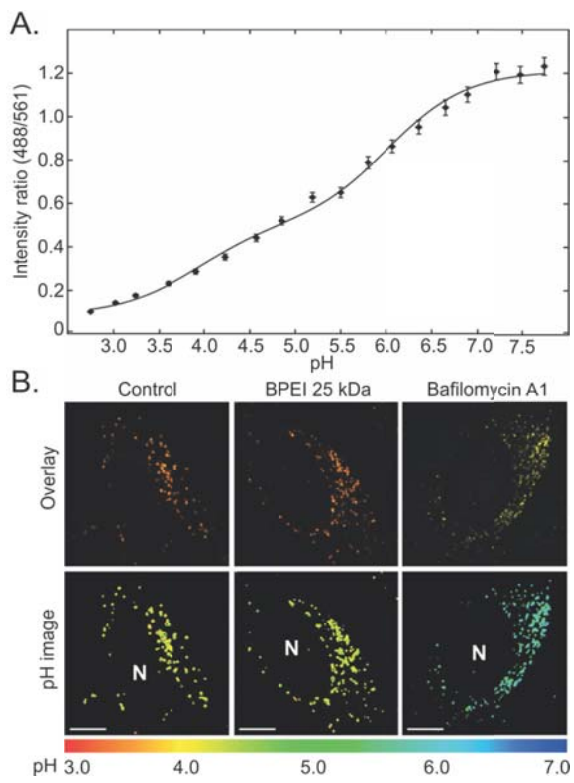 A.
Intensity ratio (488/561)
1.2
1.0
0.8
0.6
0.4
0.2
0
3.0 3.5 4.0 4.5 5.0 5.5 6.0 6.5 7.0 7.5
pH
B.
Control BPEI 25 kDa Bafilomycin A1
Overlay
pH image
N N N
pH 3.0 4.0 5.0 6.0 7.0